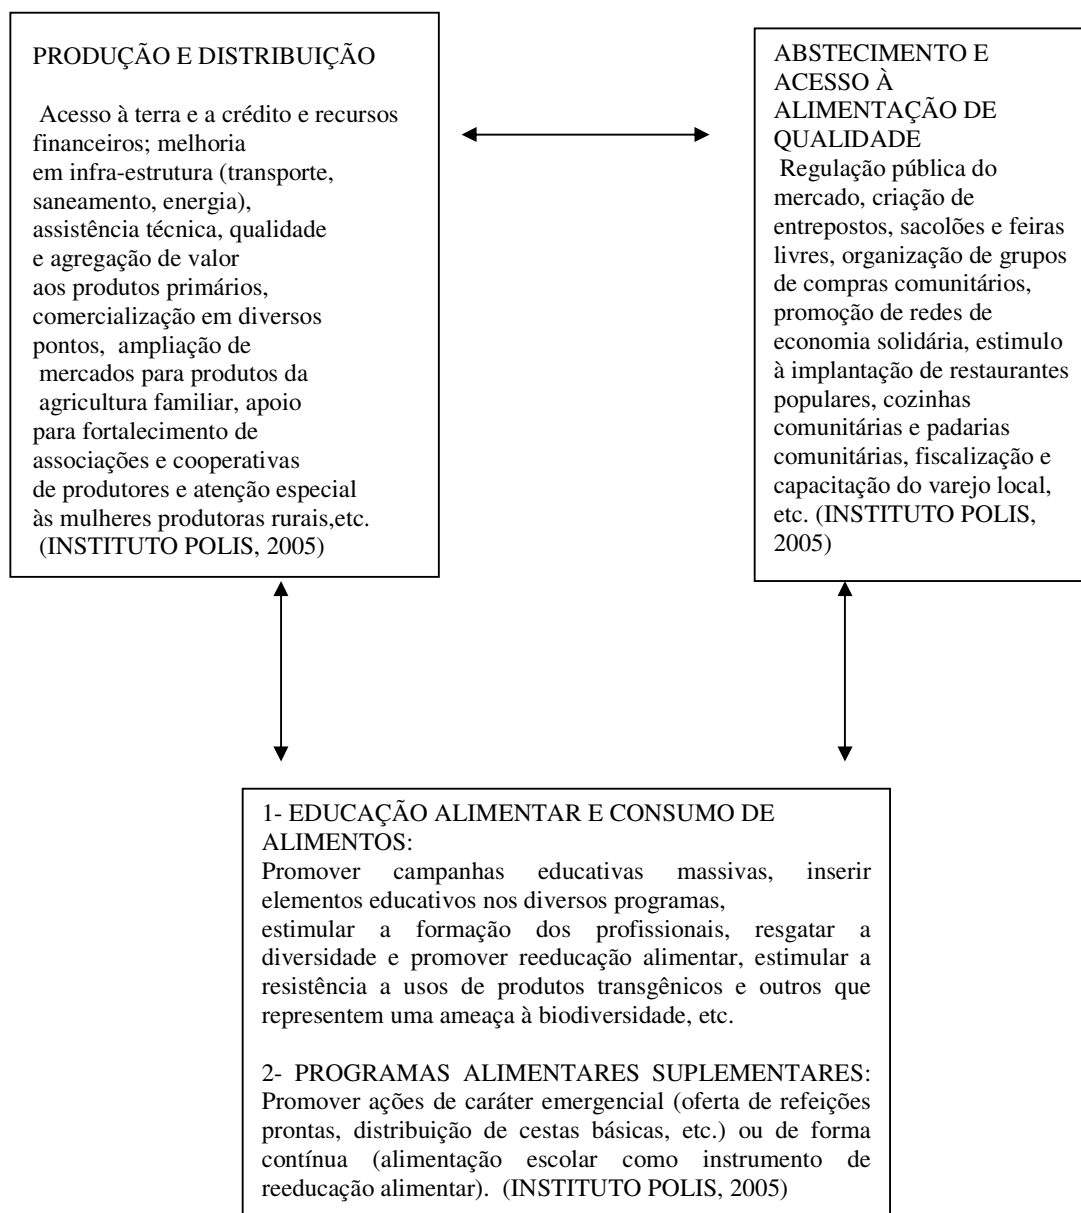 PRODUÇÃO E DISTRIBUIÇÃO
Acesso à terra e a crédito e recursos
financeiros; melhoria
em infra-estrutura (transporte,
saneamento, energia),
assistência técnica, qualidade
e agregação de valor
aos produtos primários,
comercialização em diversos
pontos, ampliação de
mercados para produtos da
agricultura familiar, apoio
para fortalecimento de
associações e cooperativas
de produtores e atenção especial
às mulheres produtoras rurais,etc.
(INSTITUTO POLIS, 2005)
ABSTECIMENTO E
ACESSO À
ALIMENTAÇÃO DE
QUALIDADE
Regulação pública do
mercado, criação de
entrepostos, sacolões e feiras
livres, organização de grupos
de compras comunitários,
promoção de redes de
economia solidária, estimulo
à implantação de restaurantes
populares, cozinhas
comunitárias e padarias
comunitárias, fiscalização e
capacitação do varejo local,
etc. (INSTITUTO POLIS,
2005)
1- EDUCAÇÃO ALIMENTAR E CONSUMO DE
ALIMENTOS:
Promover campanhas educativas massivas, inserir
elementos educativos nos diversos programas,
estimular a formação dos profissionais, resgatar a
diversidade e promover reeducação alimentar, estimular a
resistência a usos de produtos transgênicos e outros que
representem uma ameaça à biodiversidade, etc.
2- PROGRAMAS ALIMENTARES SUPLEMENTARES:
Promover ações de caráter emergencial (oferta de refeições
prontas, distribuição de cestas básicas, etc.) ou de forma
contínua (alimentação escolar como instrumento de
reeducação alimentar). (INSTITUTO POLIS, 2005)